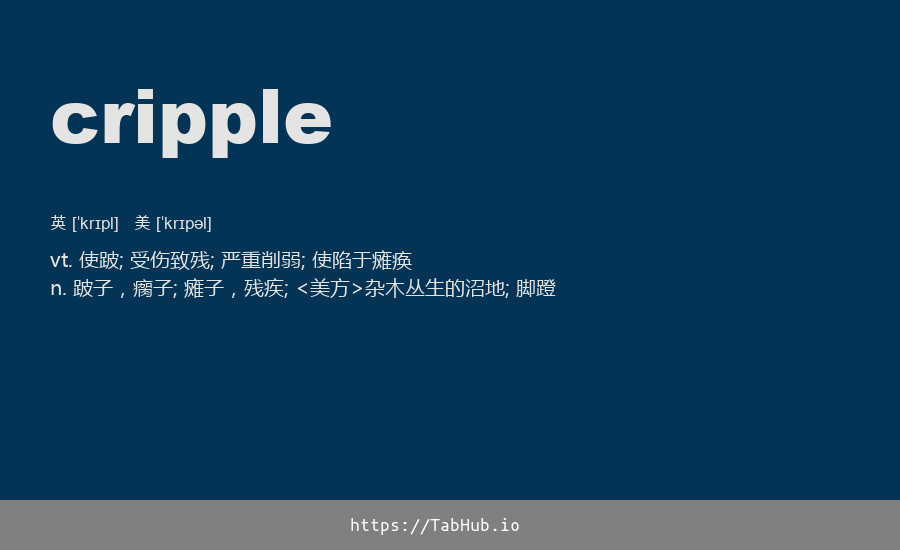 cripple
英 [ˈkrɪpl] 美 [ˈkrɪpəl]
vt. 使跛; 受伤致残; 严重削弱; 使陷于瘫痪
n. 跛子，瘸子; 瘫子，残疾; <美方>杂木丛生的沼地; 脚蹬
https://TabHub.io